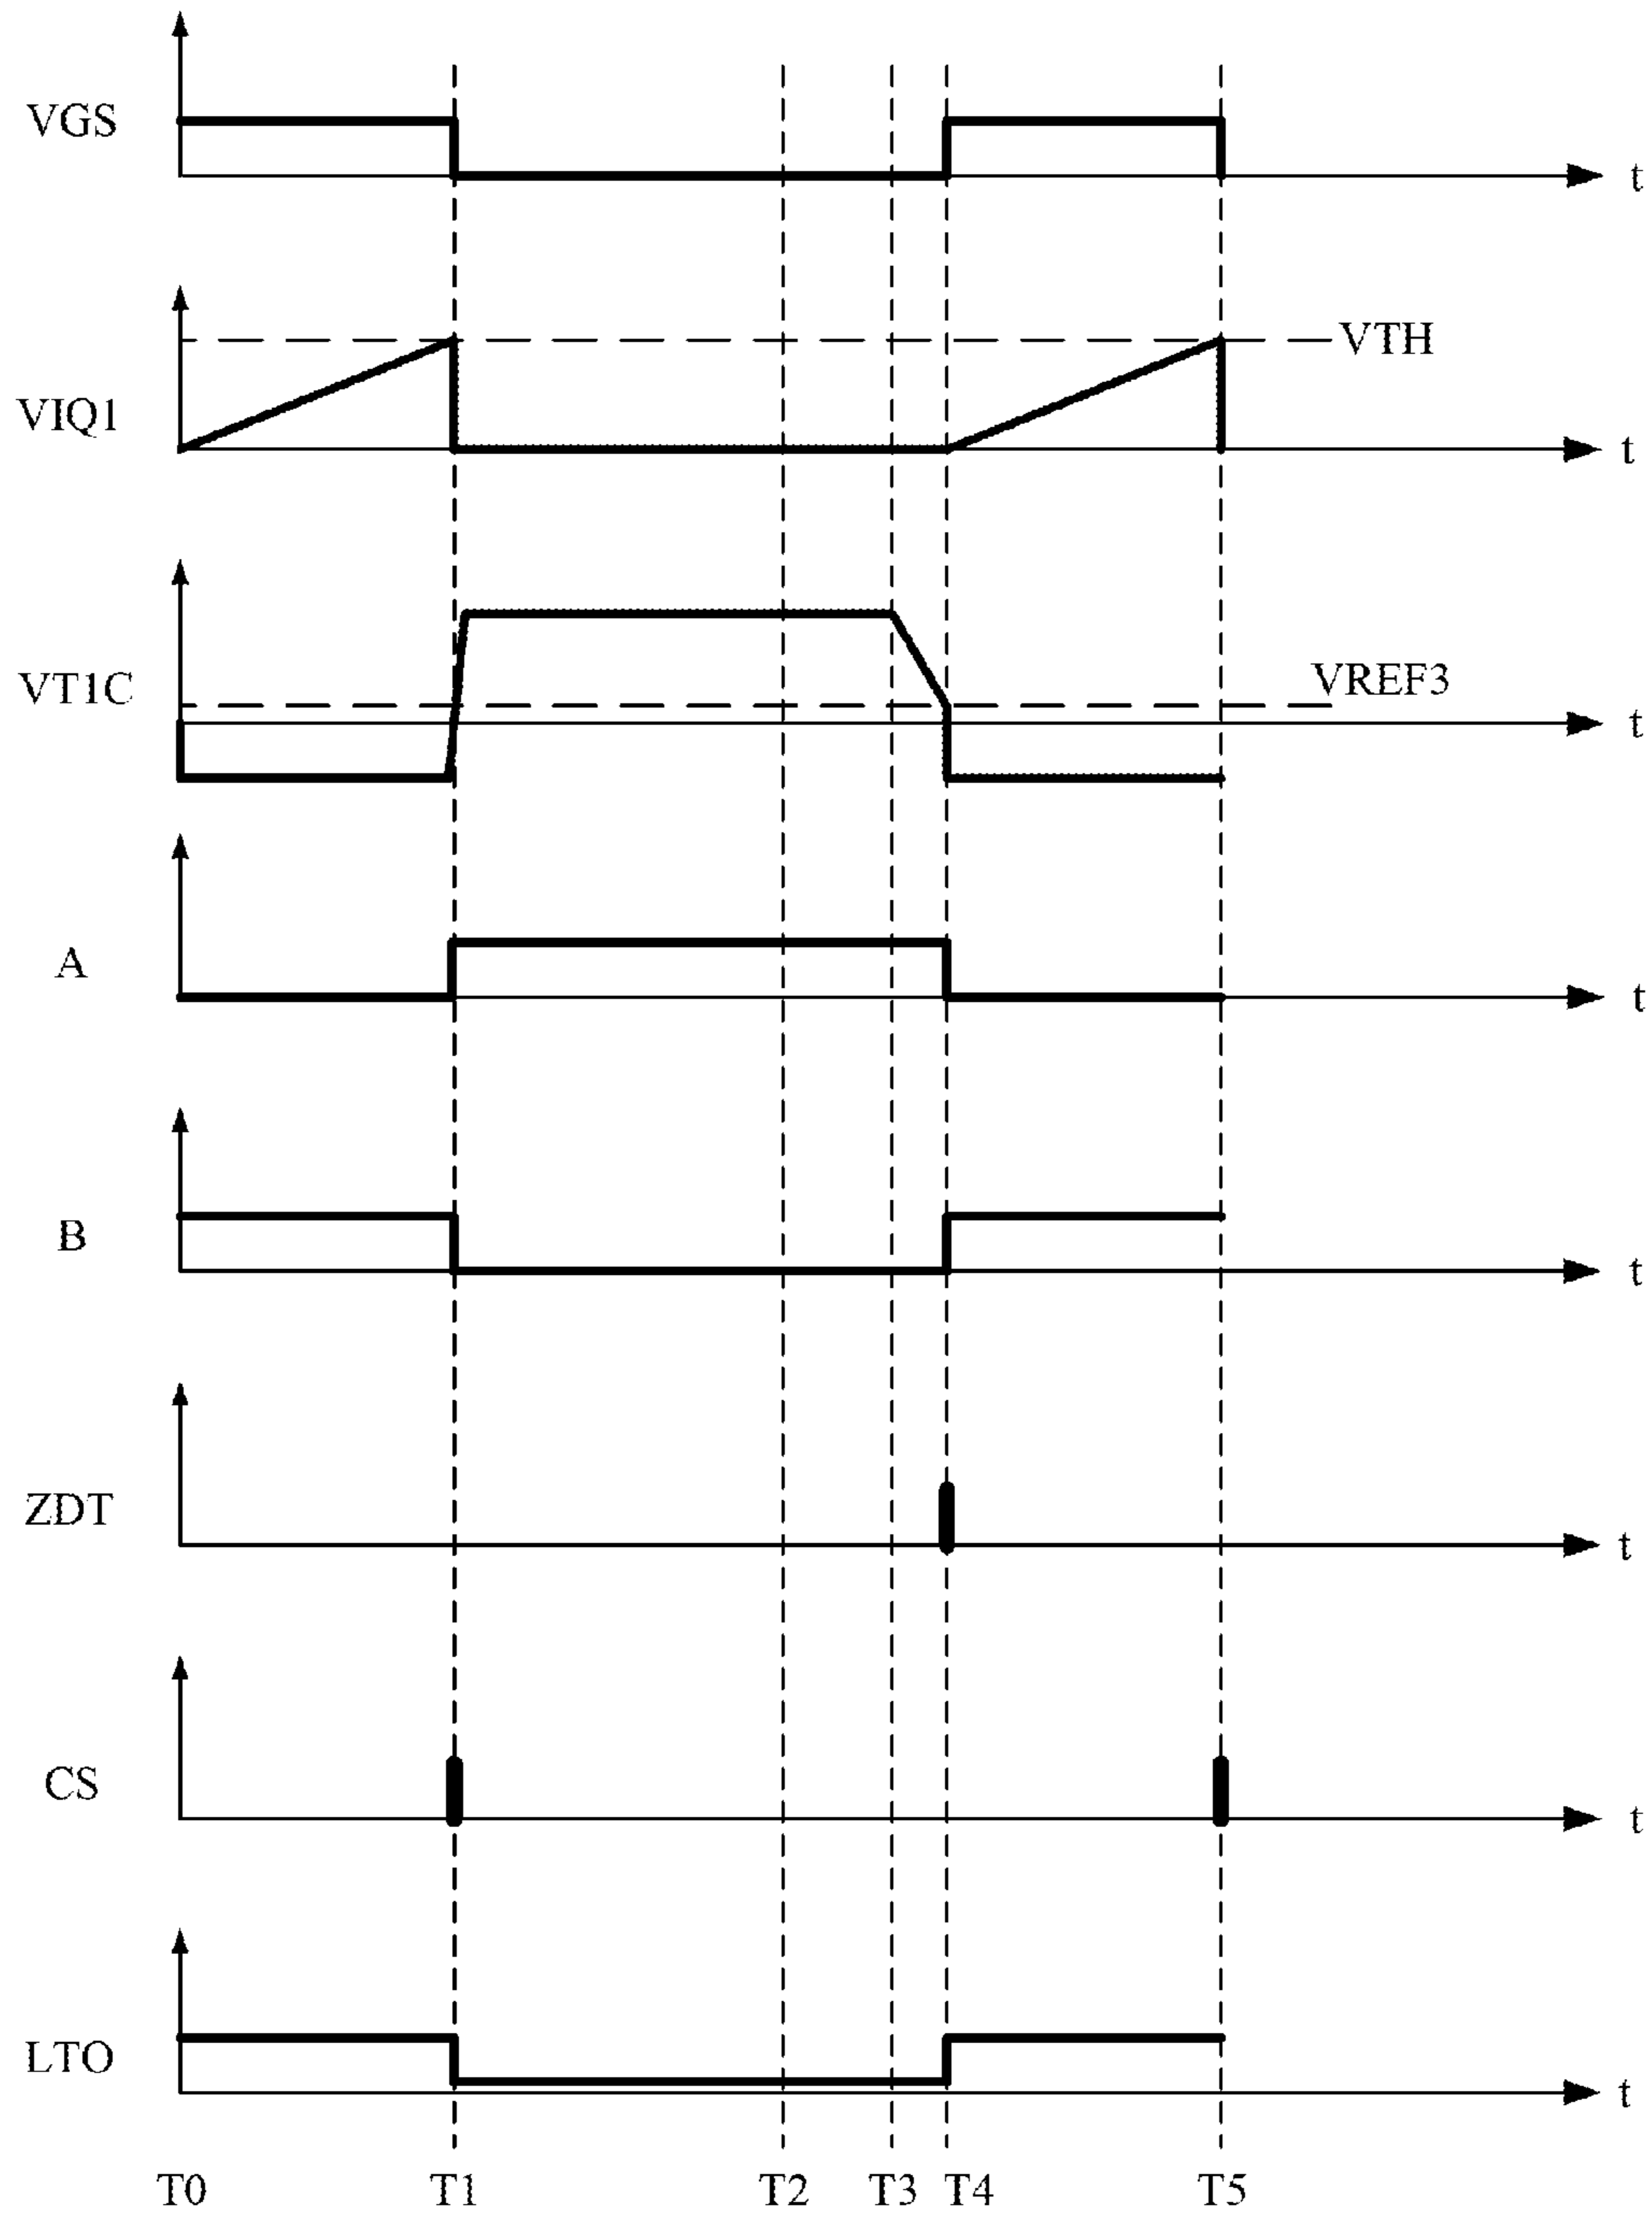 VGS
t
VTH
VIQ1
t
VREF3
VT1C
t
A
t
B
t
ZDT
t
CS
t
LTO
t
T0 T1 T2 T3 T4 T5